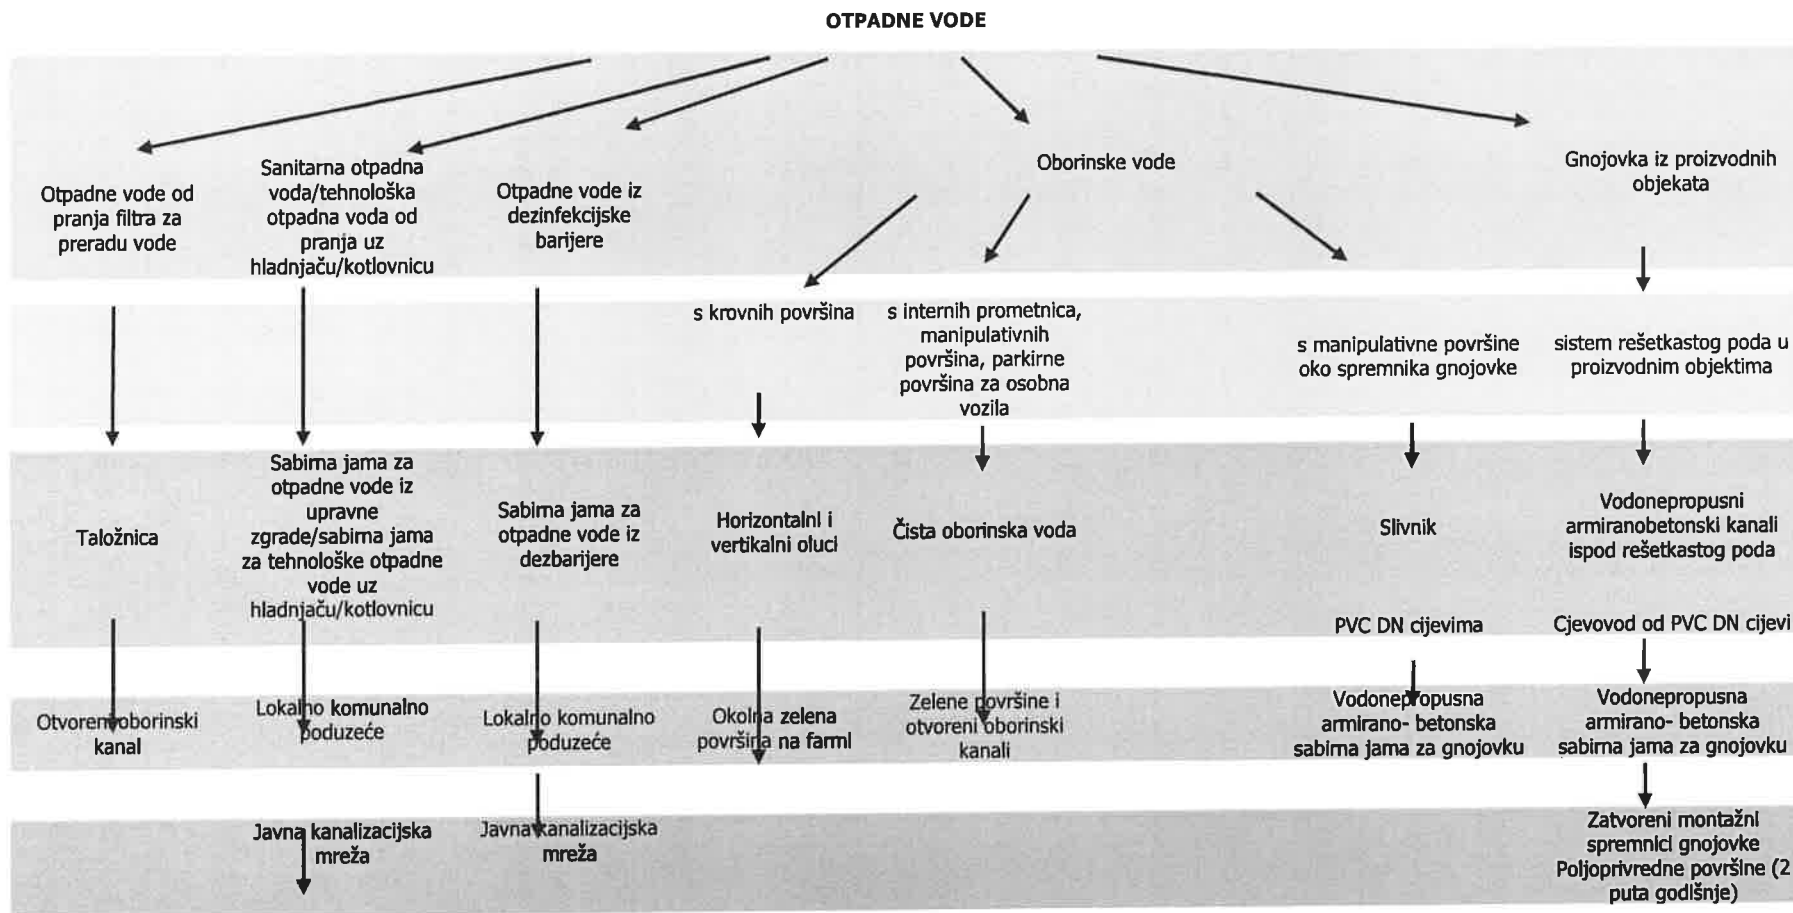 OTPADNE VODE
Otpadne vode od
pranja filtra za
preradu vode
Sanitarna otpadna
voda/tehnološka
otpadna voda od
pranja uz
hladnjaču/kotlovnicu
Otpadne vode iz
dezinfekcijske
barijere
Oborinske vode
Gnojovka iz proizvodnih
objekata
s krovnih površina
s internih prometnica,
manipulativnih
površina, parkirne
površina za osobna
vozila
s manipulativne površine
oko spremnika gnojovke
sistem rešetkastog poda u
proizvodnim objektima
Taložnica
Sabirna jama za
otpadne vode iz
upravne
zgrade/sabirna jama
za tehnološke otpadne
vode uz
hladnjaču/kotlovnicu
Sabirna jama za
otpadne vode iz
dezbarijere
Horizontalni i
vertikalni oluci
Čista oborinska voda
Slivnik
Vodonepropusni
armiranobetonski kanali
ispod rešetkastog poda
PVC DN cijevima
Cjevovod od PVC DN cijevi
Otvoreni oborinski
kanal
Lokalno komunalno
poduzeće
Lokalno komunalno
poduzeće
Okolna zelena
površina na farmi
Zelene površine i
otvoreni oborinski
kanali
Vodonepropusna
armirano- betonska
sabirna jama za gnojovku
Vodonepropusna
armirano- betonska
sabirna jama za gnojovku
Javna kanalizacijska
mreža
Javna kanalizacijska
mreža
Zatvoreni montažni
spremnici gnojovke
Poljoprivredne površine (2
puta godišnje)